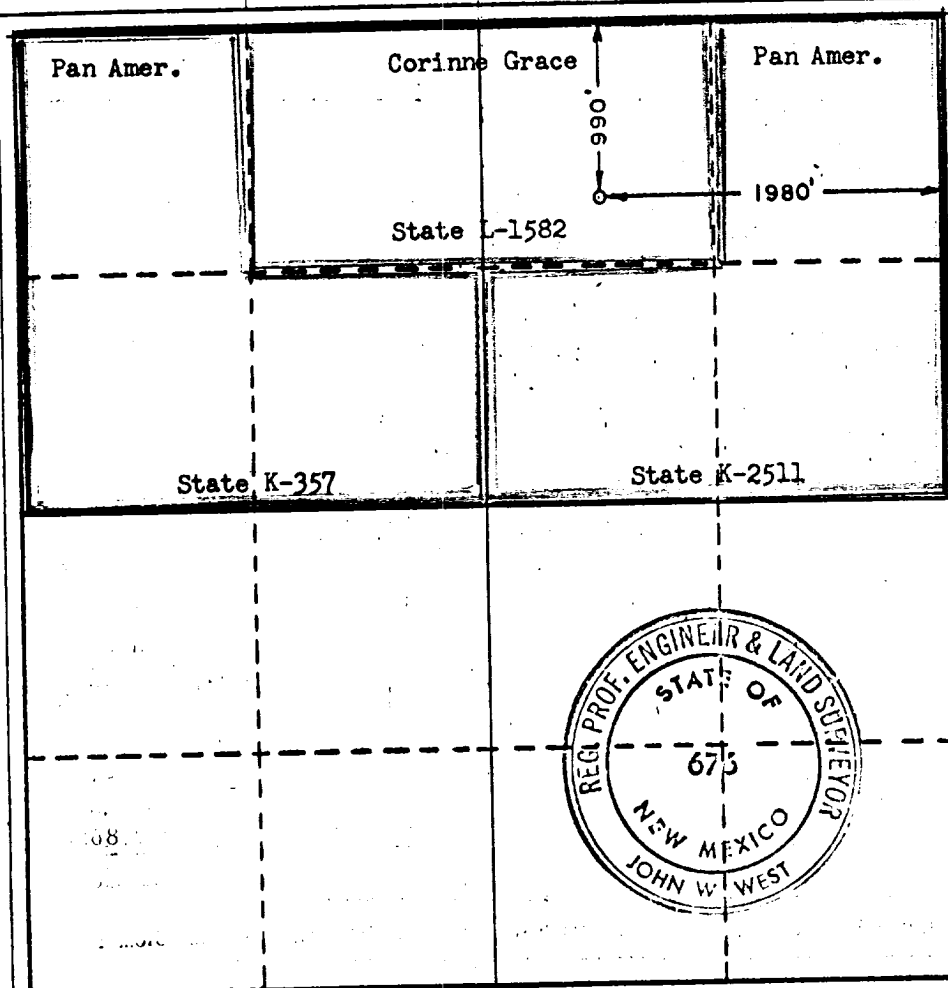 Pan Amer.
Corinne Grace
Pan Amer.
990'
1980'
State L-1582
State K-357
State K-2511
REG. PROF. ENGINEER & LAND SURVEYOR
STATE OF
NEW MEXICO
JOHN W. WEST